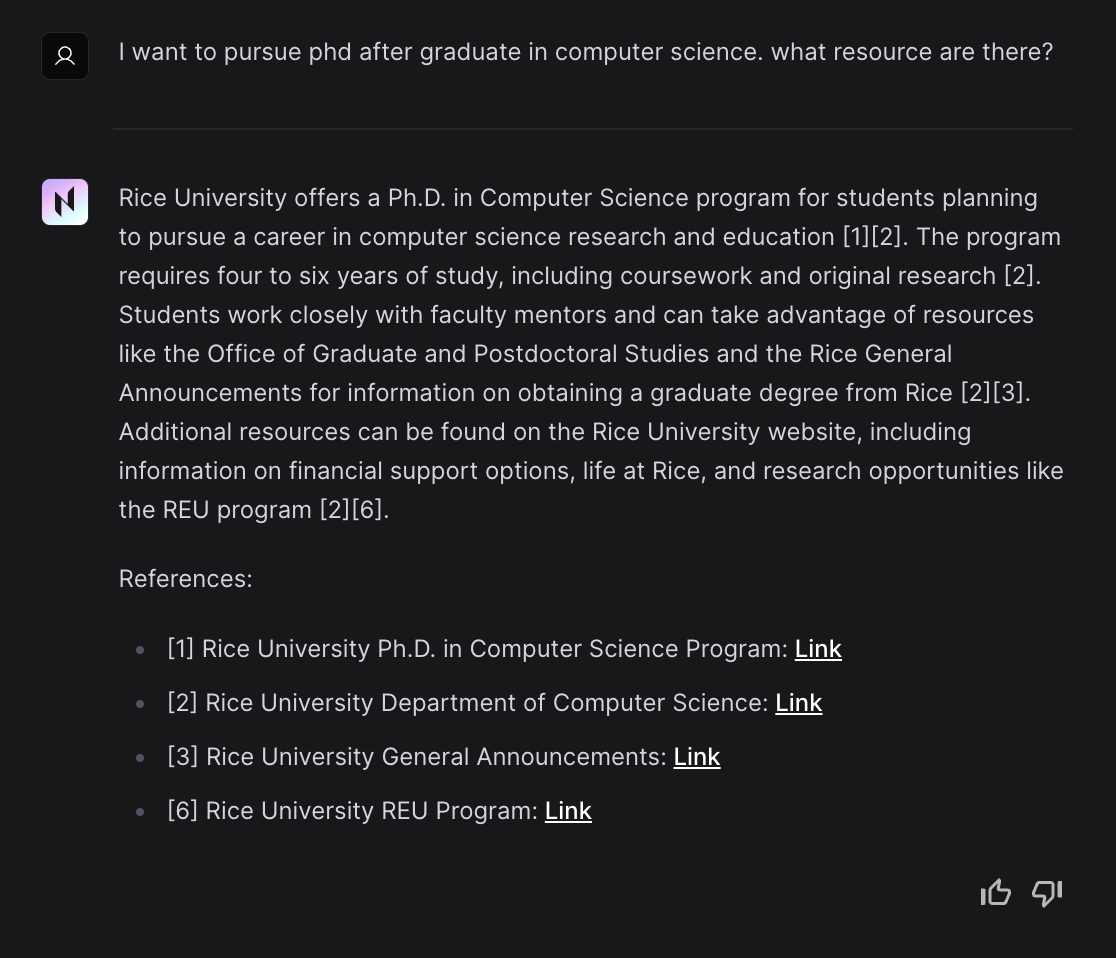 I want to pursue phd after graduate in computer science. what resource are there?
Rice University offers a Ph.D. in Computer Science program for students planning
to pursue a career in computer science research and education [1][2]. The program
requires four to six years of study, including coursework and original research [2].
Students work closely with faculty mentors and can take advantage of resources
like the Office of Graduate and Postdoctoral Studies and the Rice General
Announcements for information on obtaining a graduate degree from Rice [2][3].
Additional resources can be found on the Rice University website, including
information on financial support options, life at Rice, and research opportunities like
the REU program [2][6].
References:
[1] Rice University Ph.D. in Computer Science Program: Link
[2] Rice University Department of Computer Science: Link
[3] Rice University General Announcements: Link
[6] Rice University REU Program: Link